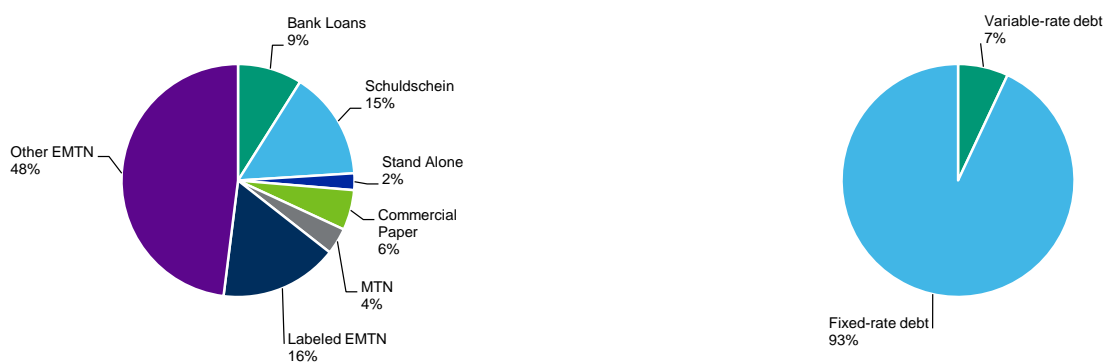 Bank Loans
9%
Schuldschein
15%
Stand Alone
2%
Commercial
Paper
6%
MTN
4%
Labeled EMTN
16%
Other EMTN
48%
Variable-rate debt
7%
Fixed-rate debt
93%